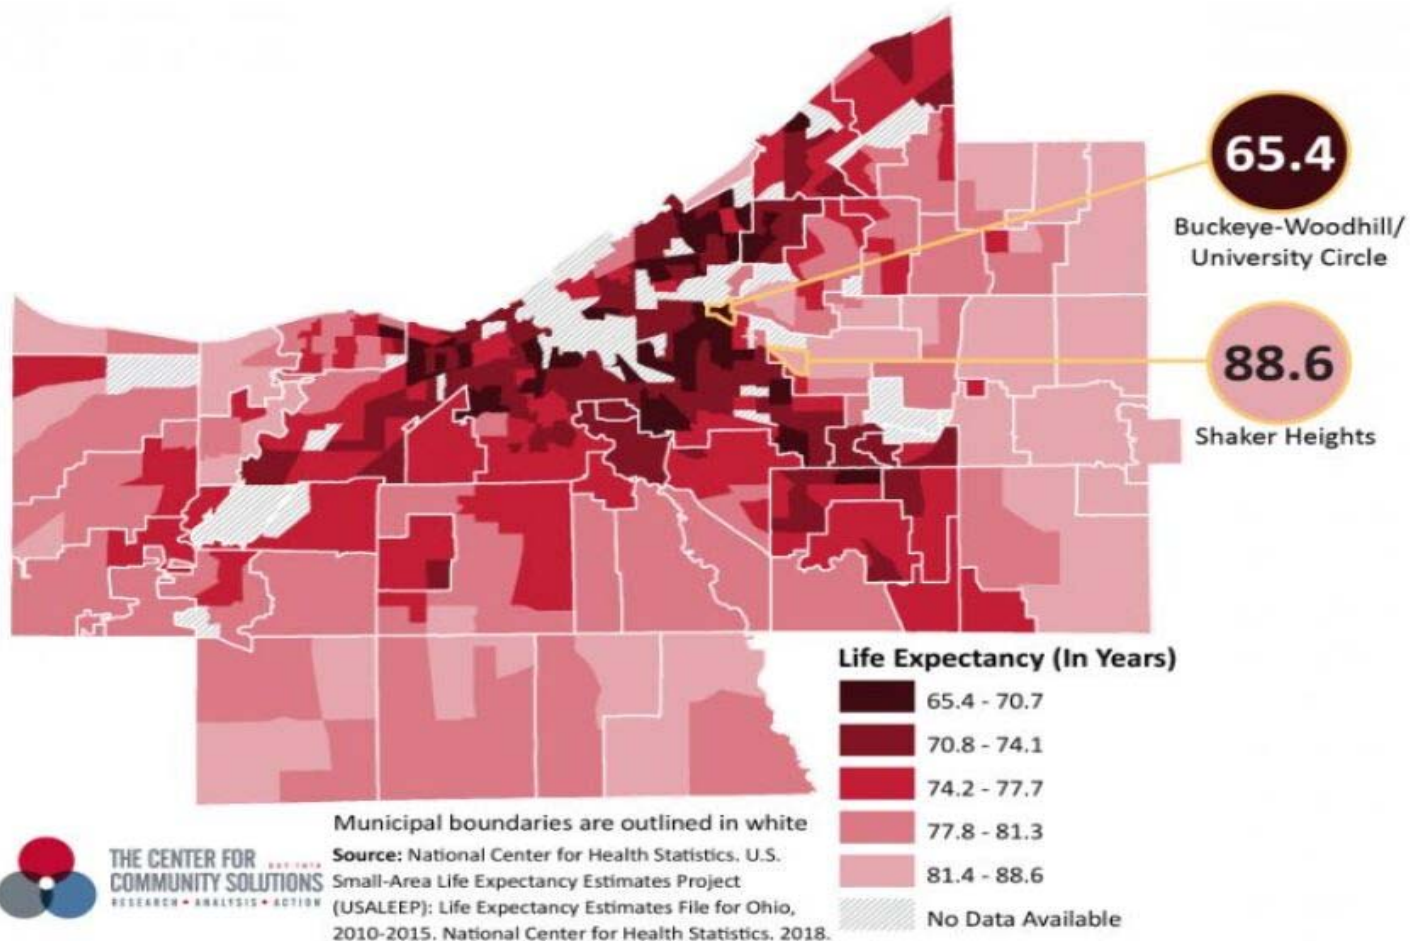 65.4
Buckeye-Woodhill/
University Circle
88.6
Shaker Heights
Life Expectancy (In Years)
65.4 - 70.7
70.8 - 74.1
74.2 - 77.7
77.8 - 81.3
81.4 - 88.6
No Data Available
Municipal boundaries are outlined in white
Source: National Center for Health Statistics. U.S.
Small-Area Life Expectancy Estimates Project
(USALEEP): Life Expectancy Estimates File for Ohio,
2010-2015. National Center for Health Statistics. 2018.
THE CENTER FOR
COMMUNITY SOLUTIONS
RESEARCH • ANALYSIS • ACTION